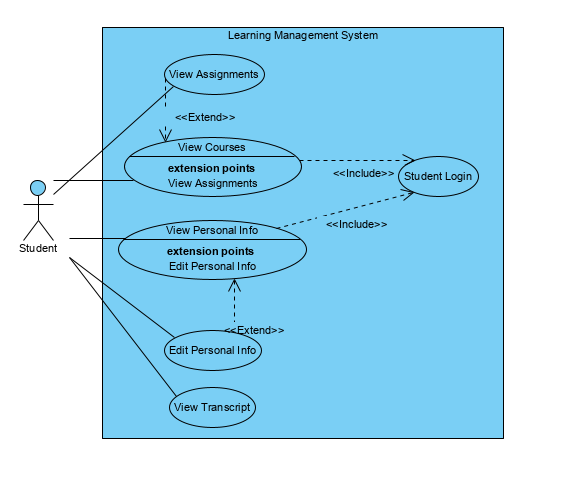 Learning Management System
View Assignments
<<Extend>>
View Courses
extension points
View Assignments
<<Include>>
Student Login
Student
View Personal Info
extension points
Edit Personal Info
<<Include>>
<<Extend>>
Edit Personal Info
View Transcript